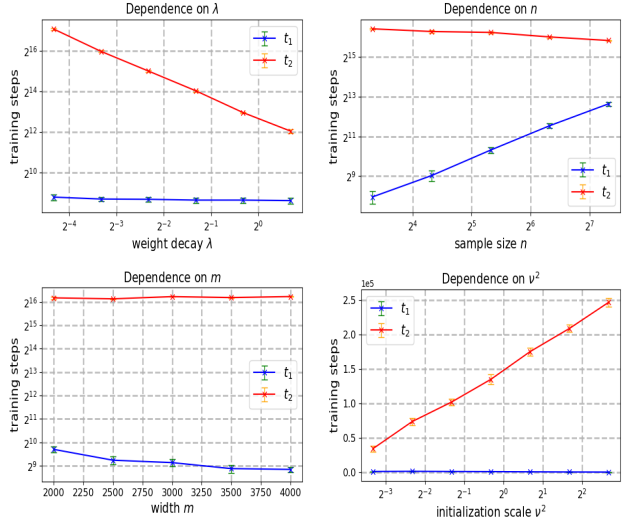 Dependence on λ
2^16
2^14
2^12
2^10
training steps
t₁
t₂
2^−4
2^−3
2^−2
2^−1
2^0
weight decay λ
Dependence on n
2^15
2^13
2^11
2^9
training steps
t₁
t₂
2^4
2^5
2^6
2^7
sample size n
Dependence on m
2^16
2^15
2^14
2^13
2^12
2^11
2^10
2^9
training steps
t₁
t₂
2000 2250 2500 2750 3000 3250 3500 3750 4000
width m
Dependence on ν²
1e5
2.5
2.0
1.5
1.0
0.5
0.0
training steps
t₁
t₂
2^−3
2^−2
2^−1
2^0
2^1
2^2
initialization scale ν²